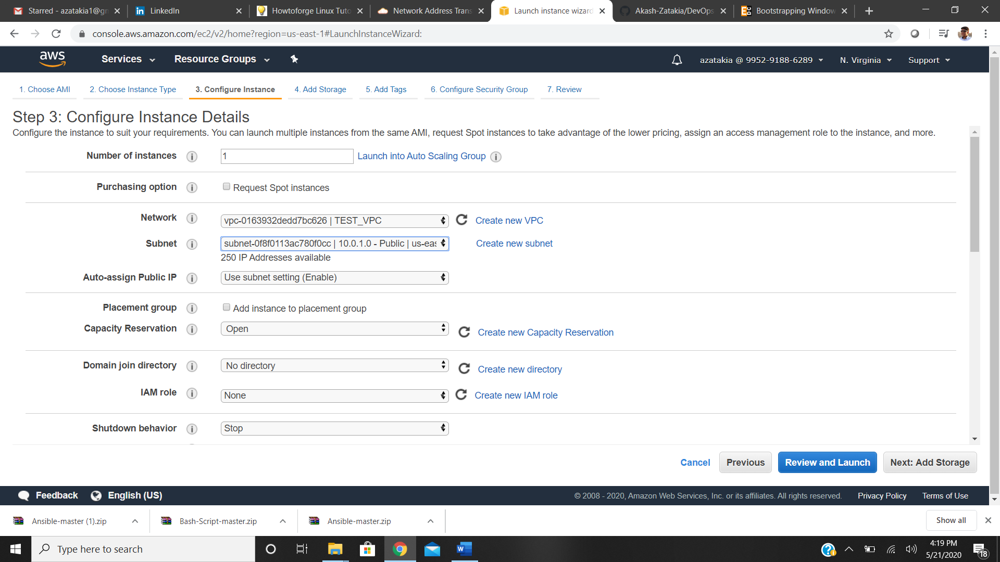 Starred - azatakia1@gm
LinkedIn
Howtoforge Linux Tuto
Network Address Trans
Launch instance wizard
Akash-Zatakia/DevOps
Bootstrapping Window
console.aws.amazon.com/ec2/v2/home?region=us-east-1#LaunchInstanceWizard:
aws
Services
Resource Groups
azatakia @ 9952-9188-6289
N. Virginia
Support
1. Choose AMI
2. Choose Instance Type
3. Configure Instance
4. Add Storage
5. Add Tags
6. Configure Security Group
7. Review
Step 3: Configure Instance Details
Configure the instance to suit your requirements. You can launch multiple instances from the same AMI, request Spot instances to take advantage of the lower pricing, assign an access management role to the instance, and more.
Number of instances
1
Launch into Auto Scaling Group
Purchasing option
Request Spot instances
Network
vpc-0163932dedd7bc626 | TEST_VPC
Create new VPC
Subnet
subnet-0f8f0113ac780f0cc | 10.0.1.0 - Public | us-eas
Create new subnet
250 IP Addresses available
Auto-assign Public IP
Use subnet setting (Enable)
Placement group
Add instance to placement group
Capacity Reservation
Open
Create new Capacity Reservation
Domain join directory
No directory
Create new directory
IAM role
None
Create new IAM role
Shutdown behavior
Stop
Cancel
Previous
Review and Launch
Next: Add Storage
Feedback
English (US)
© 2008 - 2020, Amazon Web Services, Inc. or its affiliates. All rights reserved.
Privacy Policy
Terms of Use
Ansible-master (1).zip
Bash-Script-master.zip
Ansible-master.zip
Show all
Type here to search
4:19 PM
5/21/2020
18